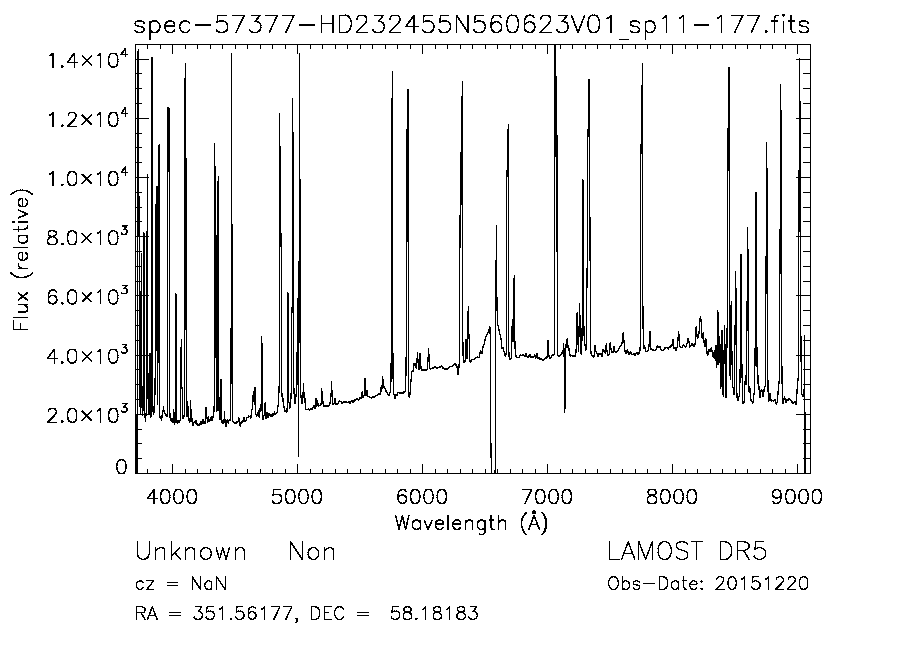 spec-57377-HD232455N560623V01_sp11-177.fits
1.4×10⁴
1.2×10⁴
1.0×10⁴
8.0×10³
6.0×10³
4.0×10³
2.0×10³
0
Flux (relative)
4000 5000 6000 7000 8000 9000
Wavelength (Å)
Unknown Non LAMOST DR5
cz = NaN Obs-Date: 20151220
RA = 351.56177, DEC = 58.18183